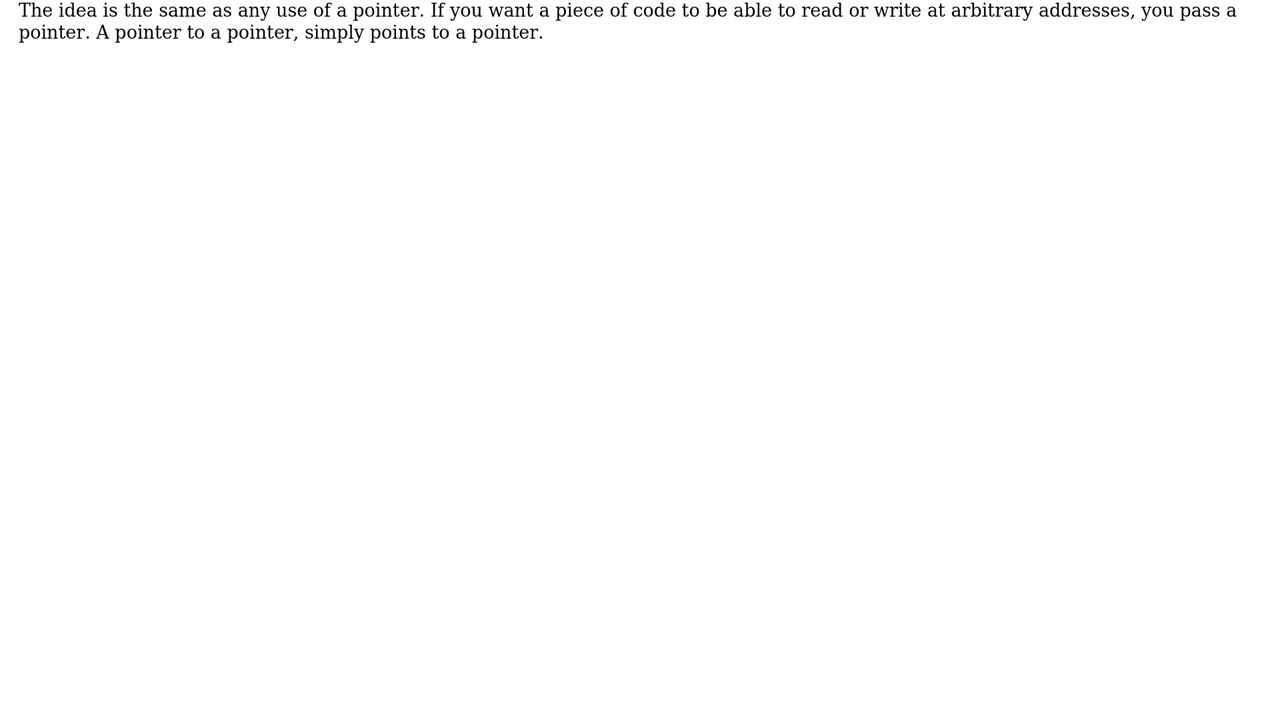 The idea is the same as any use of a pointer. If you want a piece of code to be able to read or write at arbitrary addresses, you pass a
pointer. A pointer to a pointer, simply points to a pointer.